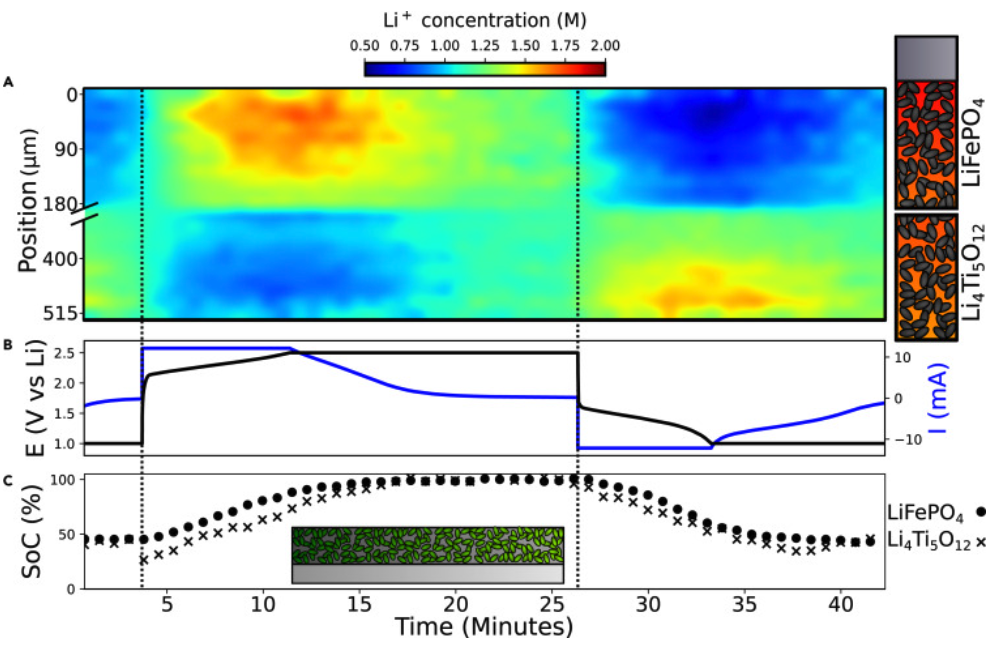 Li⁺ concentration (M)
0.50 0.75 1.00 1.25 1.50 1.75 2.00
A
Position (μm)
0
90
180
400
515
LiFePO₄
Li₄Ti₅O₁₂
B
E (V vs Li)
2.5
2.0
1.5
1.0
10
0
−10
I (mA)
C
SoC (%)
100
50
0
LiFePO₄
Li₄Ti₅O₁₂
5 10 15 20 25 30 35 40
Time (Minutes)